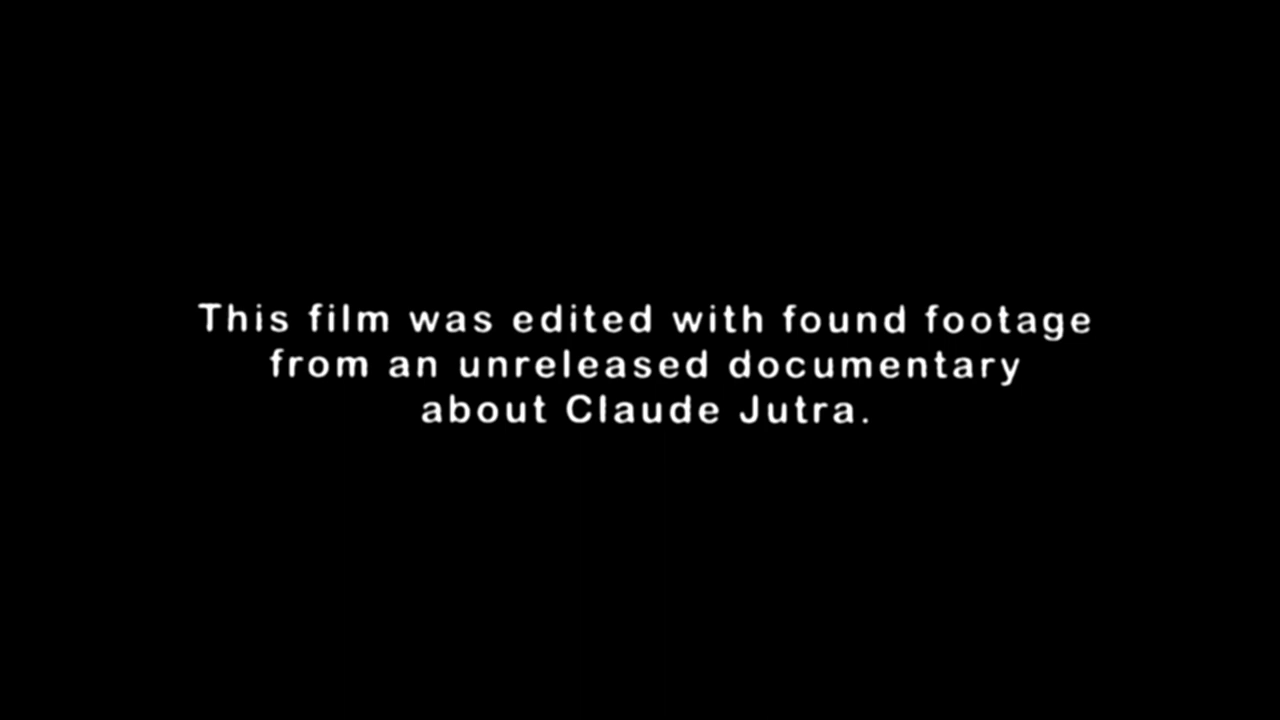 This film was edited with found footage
from an unreleased documentary
about Claude Jutra.